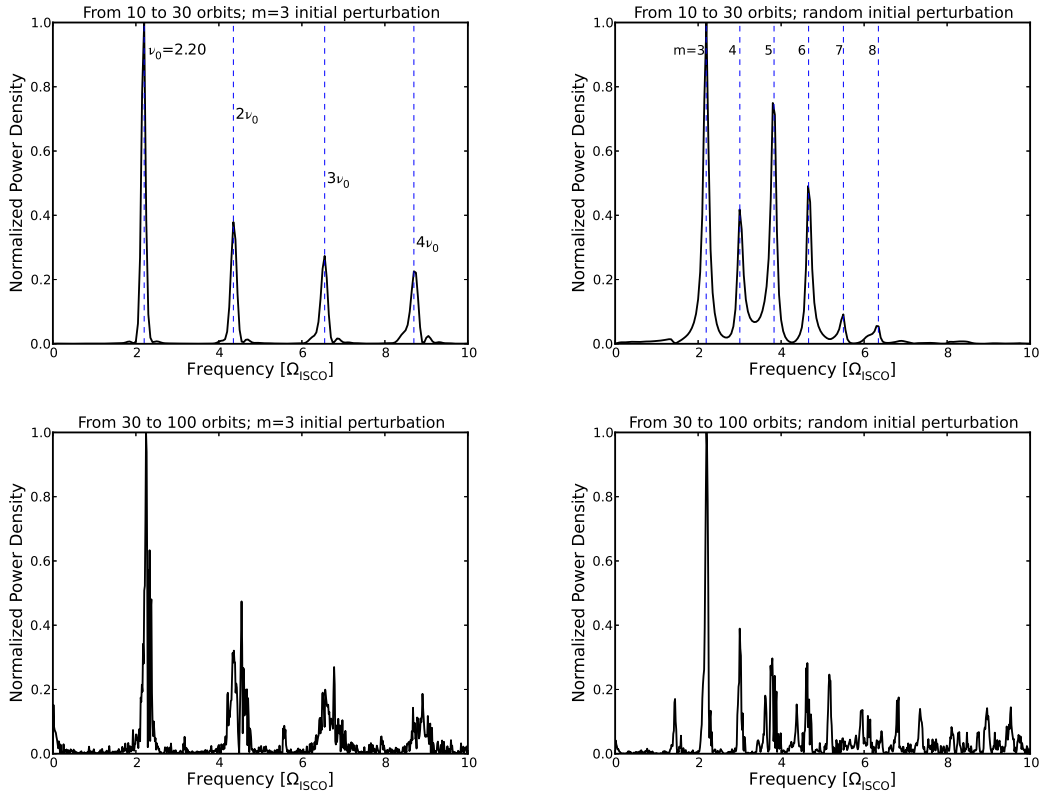 From 10 to 30 orbits; m=3 initial perturbation
Normalized Power Density
1.0
0.8
0.6
0.4
0.2
0.0
ν₀=2.20
2ν₀
3ν₀
4ν₀
0 2 4 6 8 10
Frequency [Ω_ISCO]
From 10 to 30 orbits; random initial perturbation
Normalized Power Density
1.0
0.8
0.6
0.4
0.2
0.0
m=3 4 5 6 7 8
0 2 4 6 8 10
Frequency [Ω_ISCO]
From 30 to 100 orbits; m=3 initial perturbation
Normalized Power Density
1.0
0.8
0.6
0.4
0.2
0.0
0 2 4 6 8 10
Frequency [Ω_ISCO]
From 30 to 100 orbits; random initial perturbation
Normalized Power Density
1.0
0.8
0.6
0.4
0.2
0.0
0 2 4 6 8 10
Frequency [Ω_ISCO]